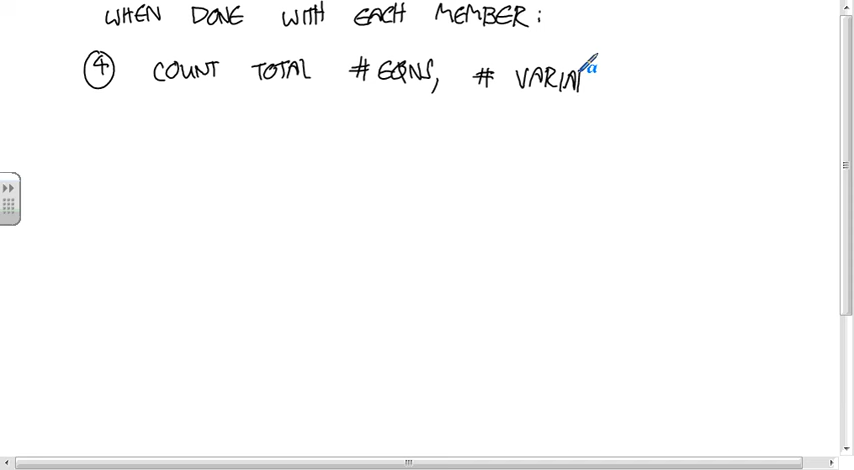 WHEN DONE WITH EACH MEMBER:
④ COUNT TOTAL # EQNS, # VARIA